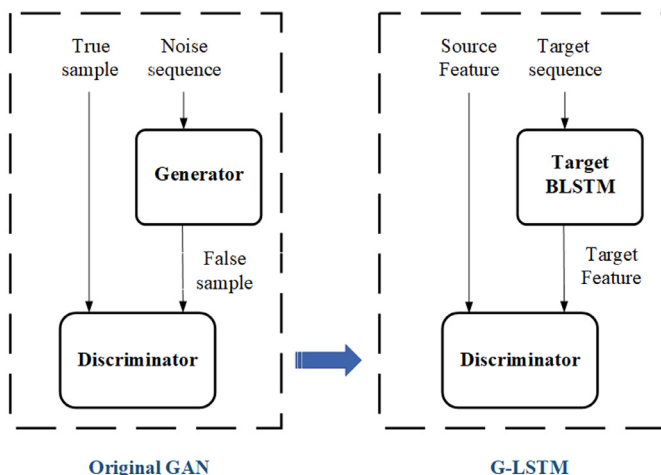 True
sample
Noise
sequence
Generator
False
sample
Discriminator
Original GAN
Source
Feature
Target
sequence
Target
BLSTM
Target
Feature
Discriminator
G-LSTM